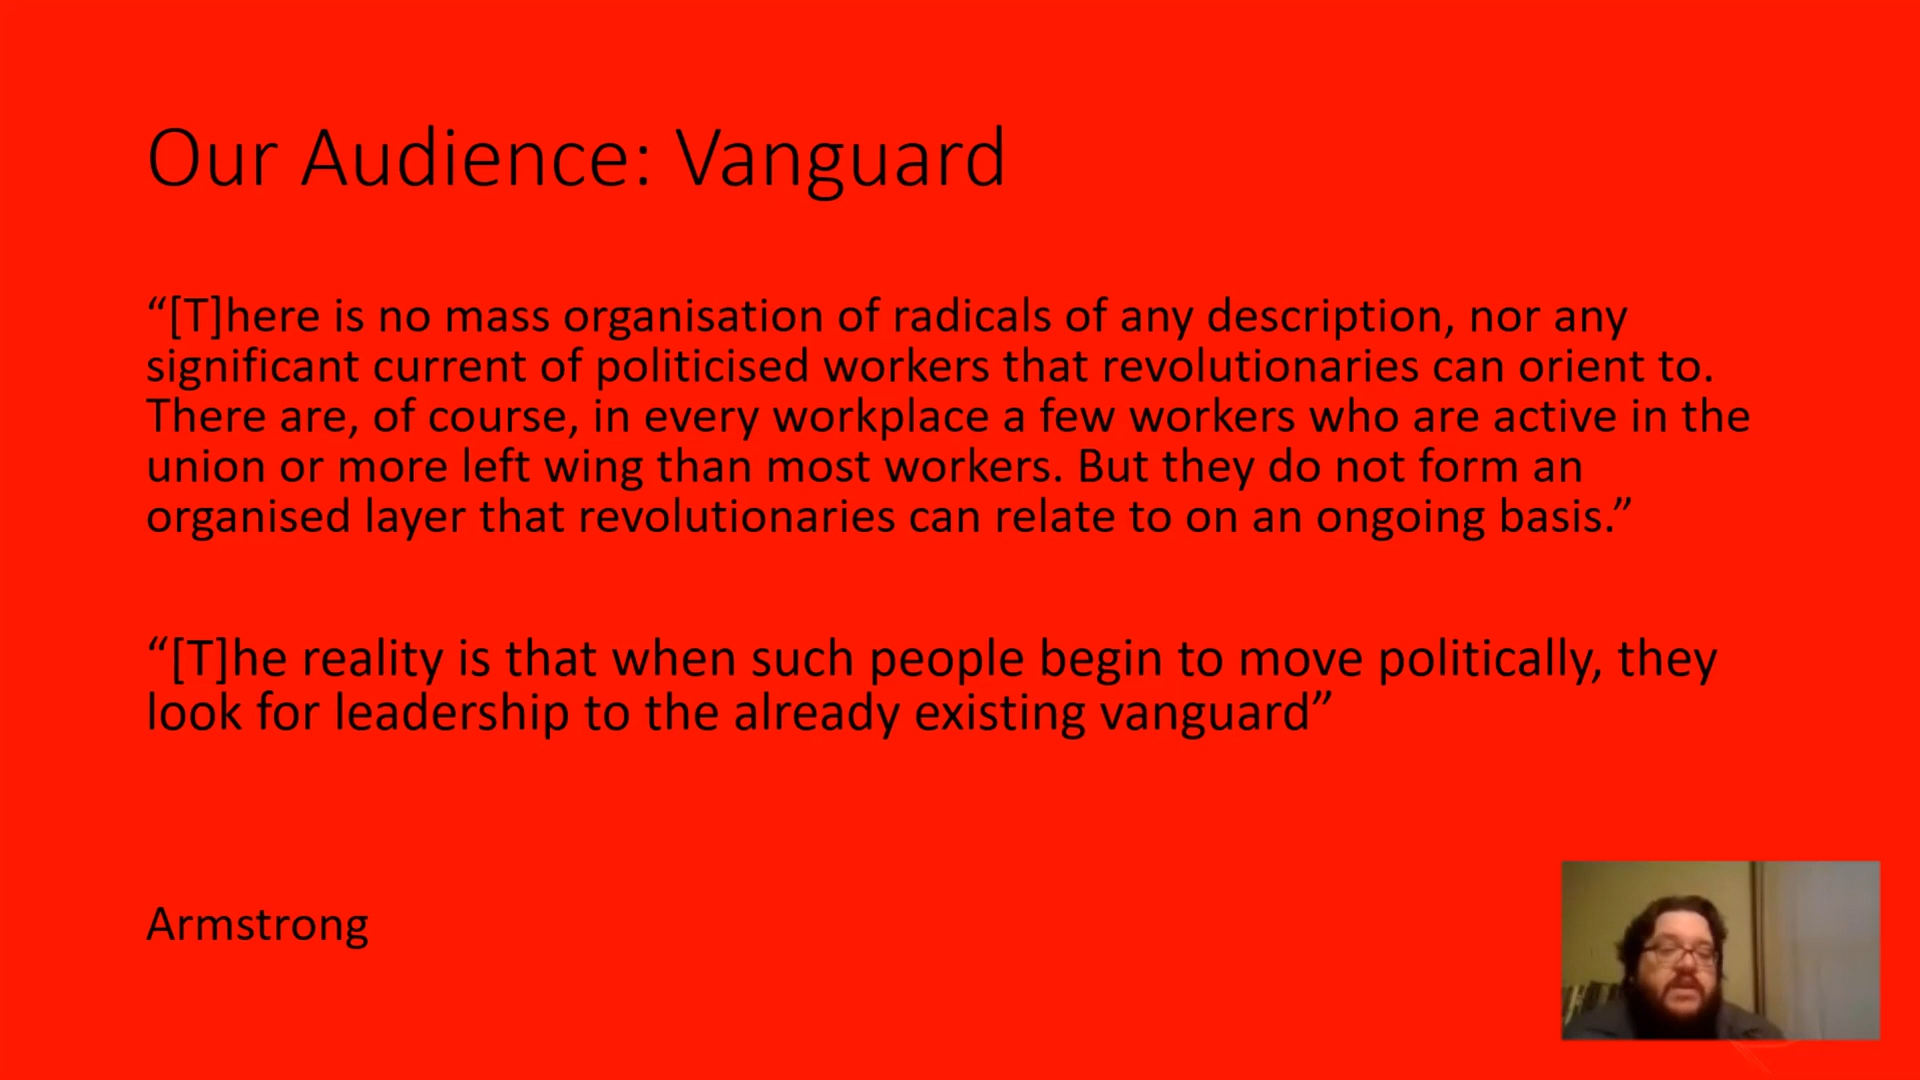 Our Audience: Vanguard
“[T]here is no mass organisation of radicals of any description, nor any
significant current of politicised workers that revolutionaries can orient to.
There are, of course, in every workplace a few workers who are active in the
union or more left wing than most workers. But they do not form an
organised layer that revolutionaries can relate to on an ongoing basis.”
“[T]he reality is that when such people begin to move politically, they
look for leadership to the already existing vanguard”
Armstrong